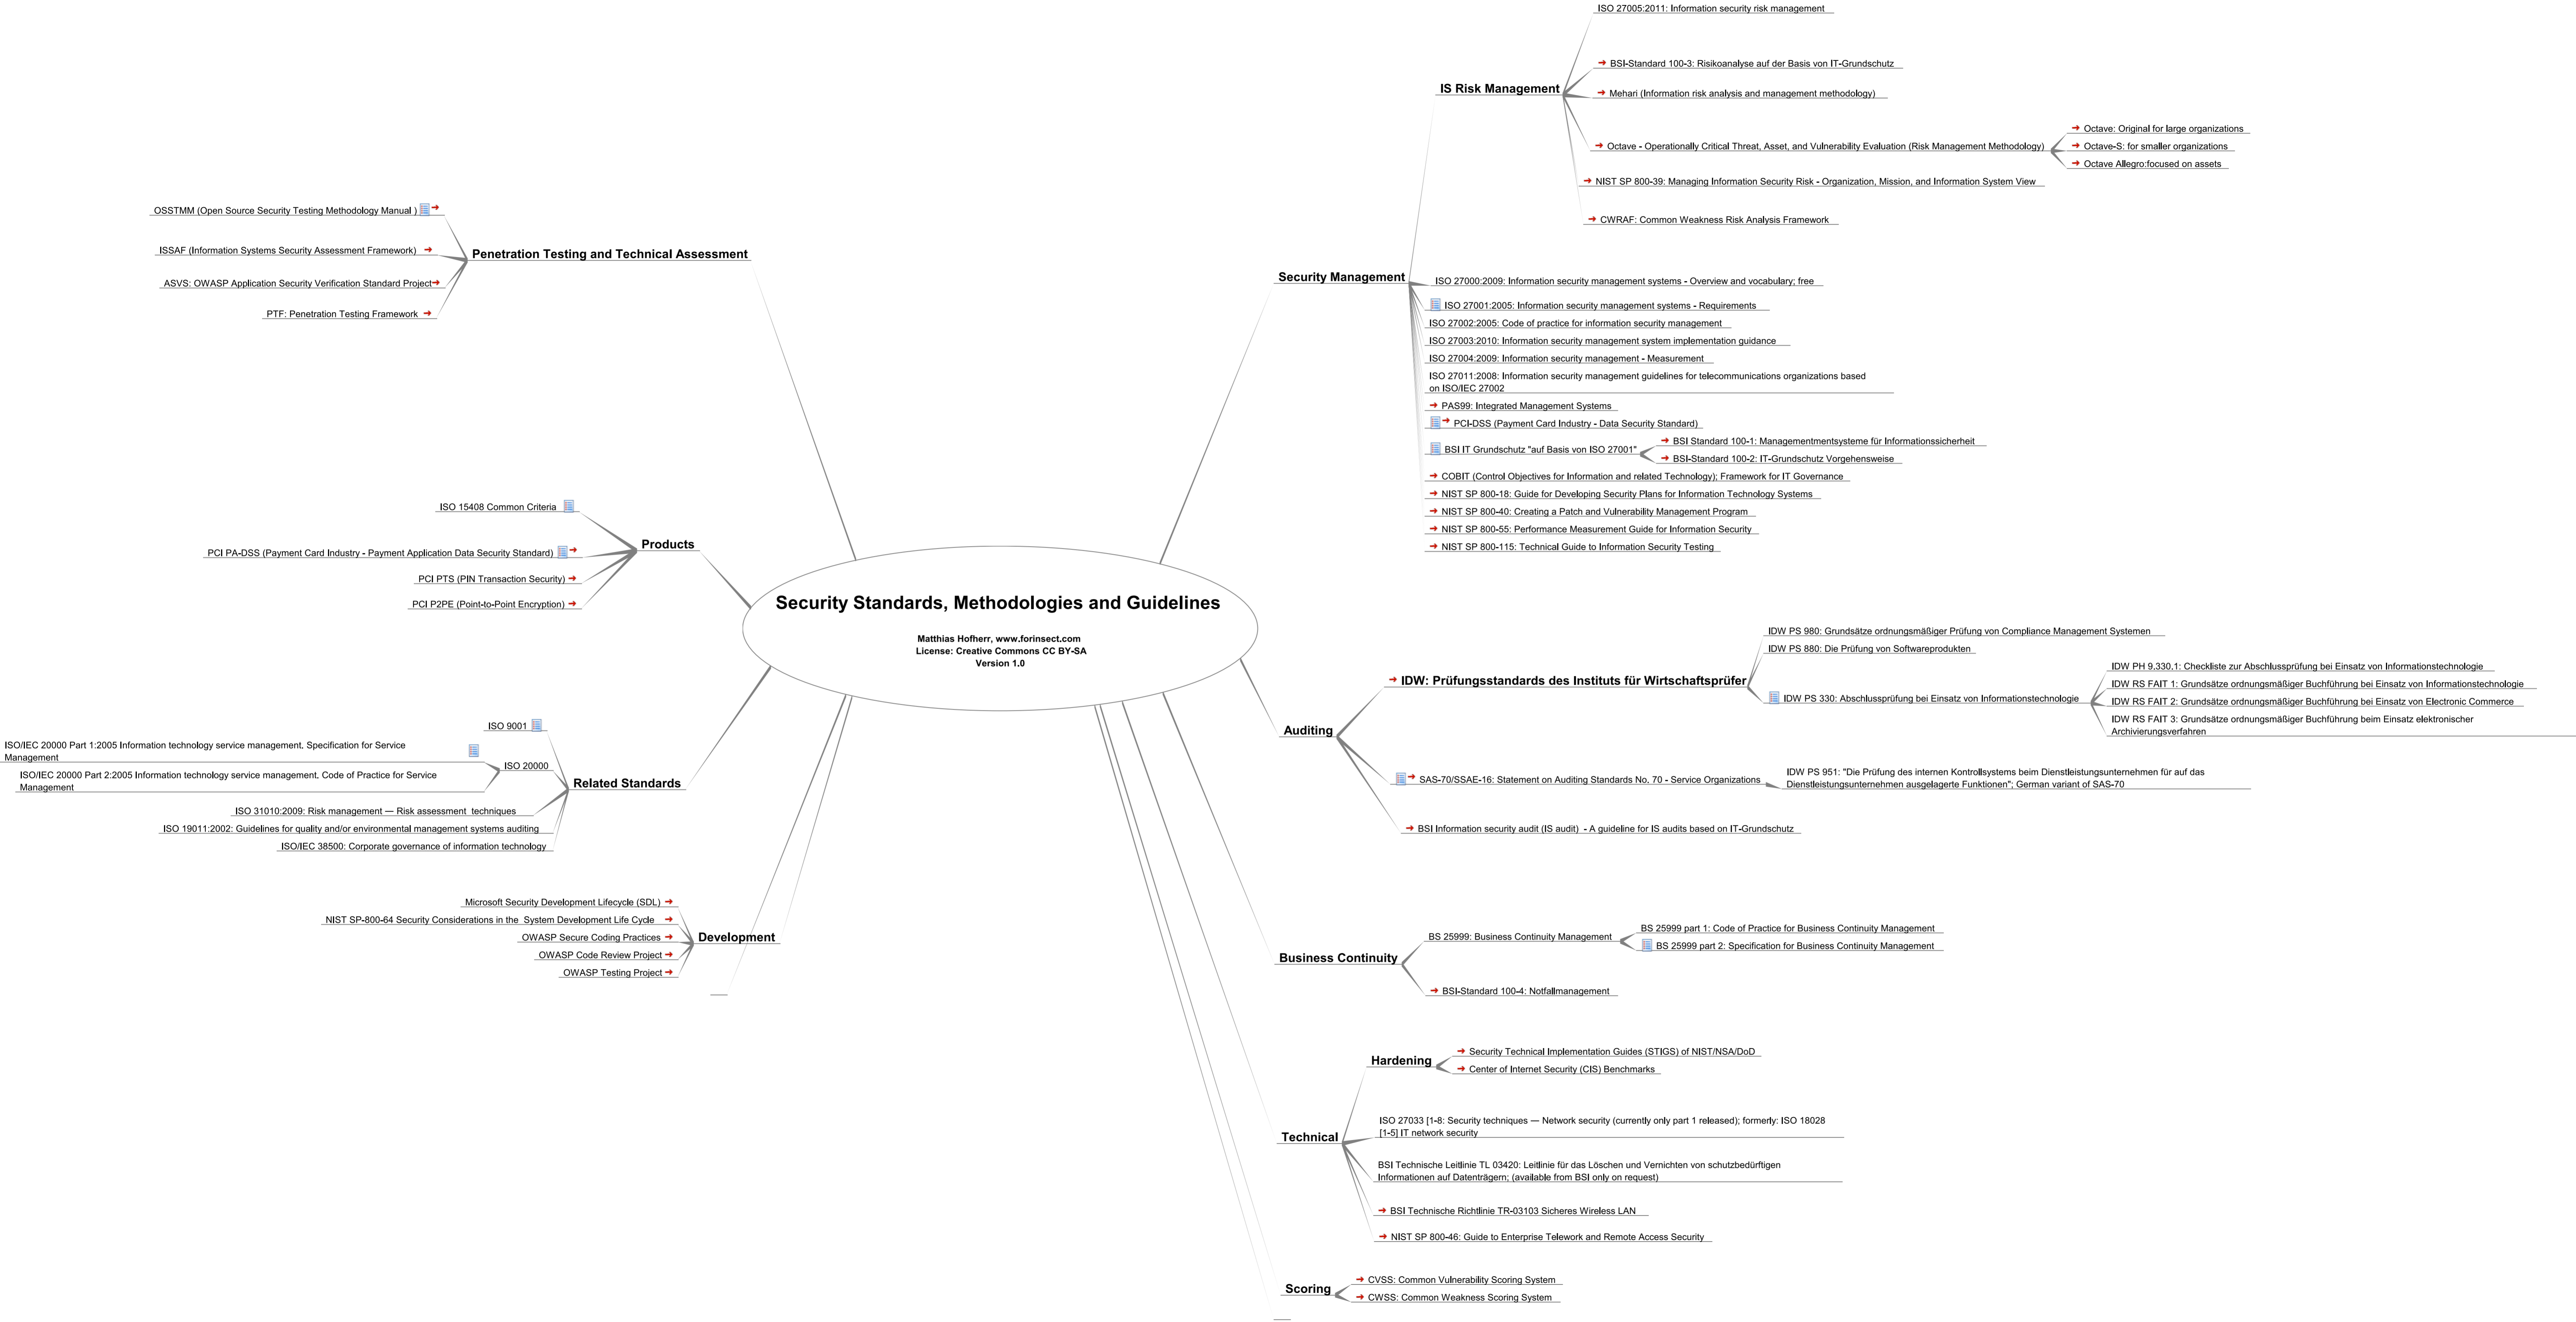 Security Standards, Methodologies and Guidelines
Matthias Hofherr, www.forinsect.com
License: Creative Commons CC BY-SA
Version 1.0
Security Management
IS Risk Management
ISO 27005:2011: Information security risk management
BSI-Standard 100-3: Risikoanalyse auf der Basis von IT-Grundschutz
Mehari (Information risk analysis and management methodology)
Octave - Operationally Critical Threat, Asset, and Vulnerability Evaluation (Risk Management Methodology)
Octave: Original for large organizations
Octave-S: for smaller organizations
Octave Allegro:focused on assets
NIST SP 800-39: Managing Information Security Risk - Organization, Mission, and Information System View
CWRAF: Common Weakness Risk Analysis Framework
ISO 27000:2009: Information security management systems - Overview and vocabulary; free
ISO 27001:2005: Information security management systems - Requirements
ISO 27002:2005: Code of practice for information security management
ISO 27003:2010: Information security management system implementation guidance
ISO 27004:2009: Information security management - Measurement
ISO 27011:2008: Information security management guidelines for telecommunications organizations based
on ISO/IEC 27002
PAS99: Integrated Management Systems
PCI-DSS (Payment Card Industry - Data Security Standard)
BSI IT Grundschutz "auf Basis von ISO 27001"
BSI Standard 100-1: Managementmentsysteme für Informationssicherheit
BSI-Standard 100-2: IT-Grundschutz Vorgehensweise
COBIT (Control Objectives for Information and related Technology); Framework for IT Governance
NIST SP 800-18: Guide for Developing Security Plans for Information Technology Systems
NIST SP 800-40: Creating a Patch and Vulnerability Management Program
NIST SP 800-55: Performance Measurement Guide for Information Security
NIST SP 800-115: Technical Guide to Information Security Testing
Auditing
IDW: Prüfungsstandards des Instituts für Wirtschaftsprüfer
IDW PS 980: Grundsätze ordnungsmäßiger Prüfung von Compliance Management Systemen
IDW PS 880: Die Prüfung von Softwareprodukten
IDW PS 330: Abschlussprüfung bei Einsatz von Informationstechnologie
IDW PH 9.330.1: Checkliste zur Abschlussprüfung bei Einsatz von Informationstechnologie
IDW RS FAIT 1: Grundsätze ordnungsmäßiger Buchführung bei Einsatz von Informationstechnologie
IDW RS FAIT 2: Grundsätze ordnungsmäßiger Buchführung bei Einsatz von Electronic Commerce
IDW RS FAIT 3: Grundsätze ordnungsmäßiger Buchführung beim Einsatz elektronischer
Archivierungsverfahren
SAS-70/SSAE-16: Statement on Auditing Standards No. 70 - Service Organizations
IDW PS 951: "Die Prüfung des internen Kontrollsystems beim Dienstleistungsunternehmen für auf das
Dienstleistungsunternehmen ausgelagerte Funktionen"; German variant of SAS-70
BSI Information security audit (IS audit) - A guideline for IS audits based on IT-Grundschutz
Business Continuity
BS 25999: Business Continuity Management
BS 25999 part 1: Code of Practice for Business Continuity Management
BS 25999 part 2: Specification for Business Continuity Management
BSI-Standard 100-4: Notfallmanagement
Technical
Hardening
Security Technical Implementation Guides (STIGS) of NIST/NSA/DoD
Center of Internet Security (CIS) Benchmarks
ISO 27033 [1-8: Security techniques — Network security (currently only part 1 released); formerly: ISO 18028
[1-5] IT network security
BSI Technische Leitlinie TL 03420: Leitlinie für das Löschen und Vernichten von schutzbedürftigen
Informationen auf Datenträgern; (available from BSI only on request)
BSI Technische Richtlinie TR-03103 Sicheres Wireless LAN
NIST SP 800-46: Guide to Enterprise Telework and Remote Access Security
Scoring
CVSS: Common Vulnerability Scoring System
CWSS: Common Weakness Scoring System
Penetration Testing and Technical Assessment
OSSTMM (Open Source Security Testing Methodology Manual )
ISSAF (Information Systems Security Assessment Framework)
ASVS: OWASP Application Security Verification Standard Project
PTF: Penetration Testing Framework
Products
ISO 15408 Common Criteria
PCI PA-DSS (Payment Card Industry - Payment Application Data Security Standard)
PCI PTS (PIN Transaction Security)
PCI P2PE (Point-to-Point Encryption)
Related Standards
ISO 9001
ISO 20000
ISO/IEC 20000 Part 1:2005 Information technology service management. Specification for Service
Management
ISO/IEC 20000 Part 2:2005 Information technology service management. Code of Practice for Service
Management
ISO 31010:2009: Risk management — Risk assessment techniques
ISO 19011:2002: Guidelines for quality and/or environmental management systems auditing
ISO/IEC 38500: Corporate governance of information technology
Development
Microsoft Security Development Lifecycle (SDL)
NIST SP-800-64 Security Considerations in the System Development Life Cycle
OWASP Secure Coding Practices
OWASP Code Review Project
OWASP Testing Project